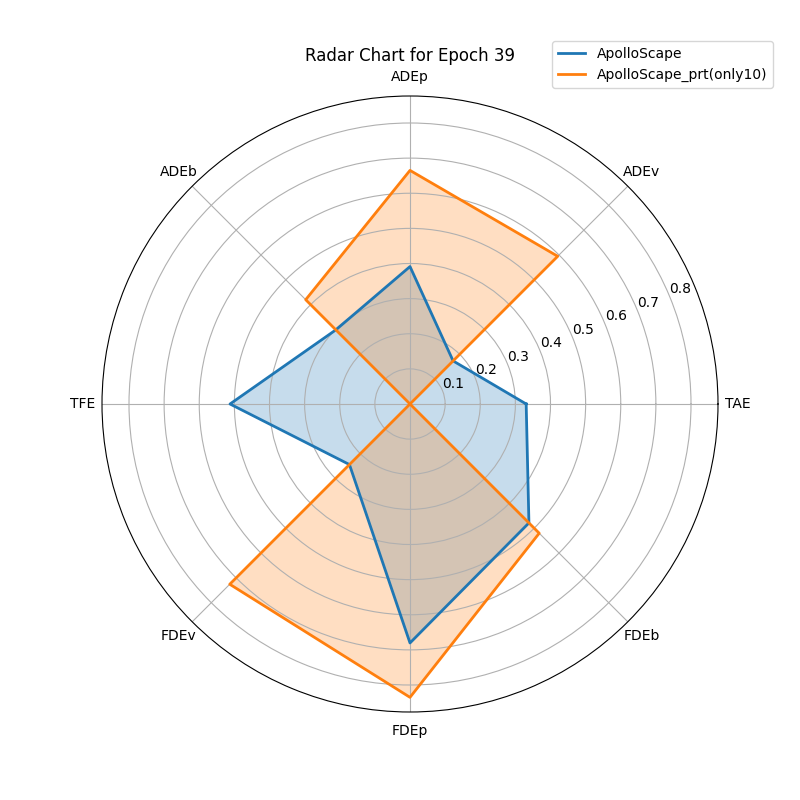 Radar Chart for Epoch 39
ApolloScape
ApolloScape_prt(only10)
ADEp
ADEb
ADEv
0.8
0.7
0.6
0.5
0.4
0.3
0.2
0.1
TFE
TAE
FDEv
FDEb
FDEp